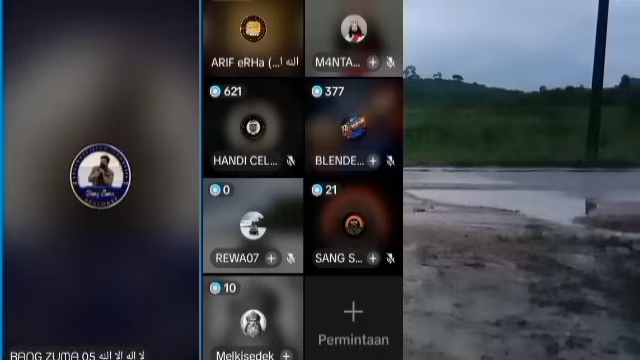 ARIF eRHa (...الله ا
M4NTA...
621
377
HANDI CEL...
BLENDE...
0
21
REWA07
SANG S...
10
Melkisedek
Permintaan
BANG ZUMA 05 لا اله الا الله